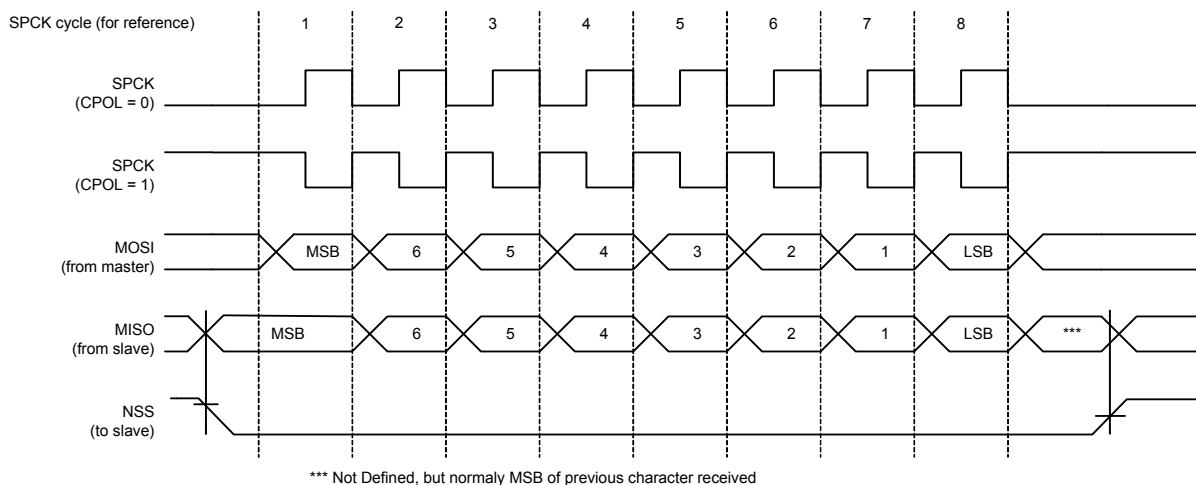 SPCK cycle (for reference) 1 2 3 4 5 6 7 8
SPCK
(CPOL = 0)
SPCK
(CPOL = 1)
MOSI
(from master)
MSB 6 5 4 3 2 1 LSB
MISO
(from slave)
MSB 6 5 4 3 2 1 LSB ***
NSS
(to slave)
*** Not Defined, but normaly MSB of previous character received